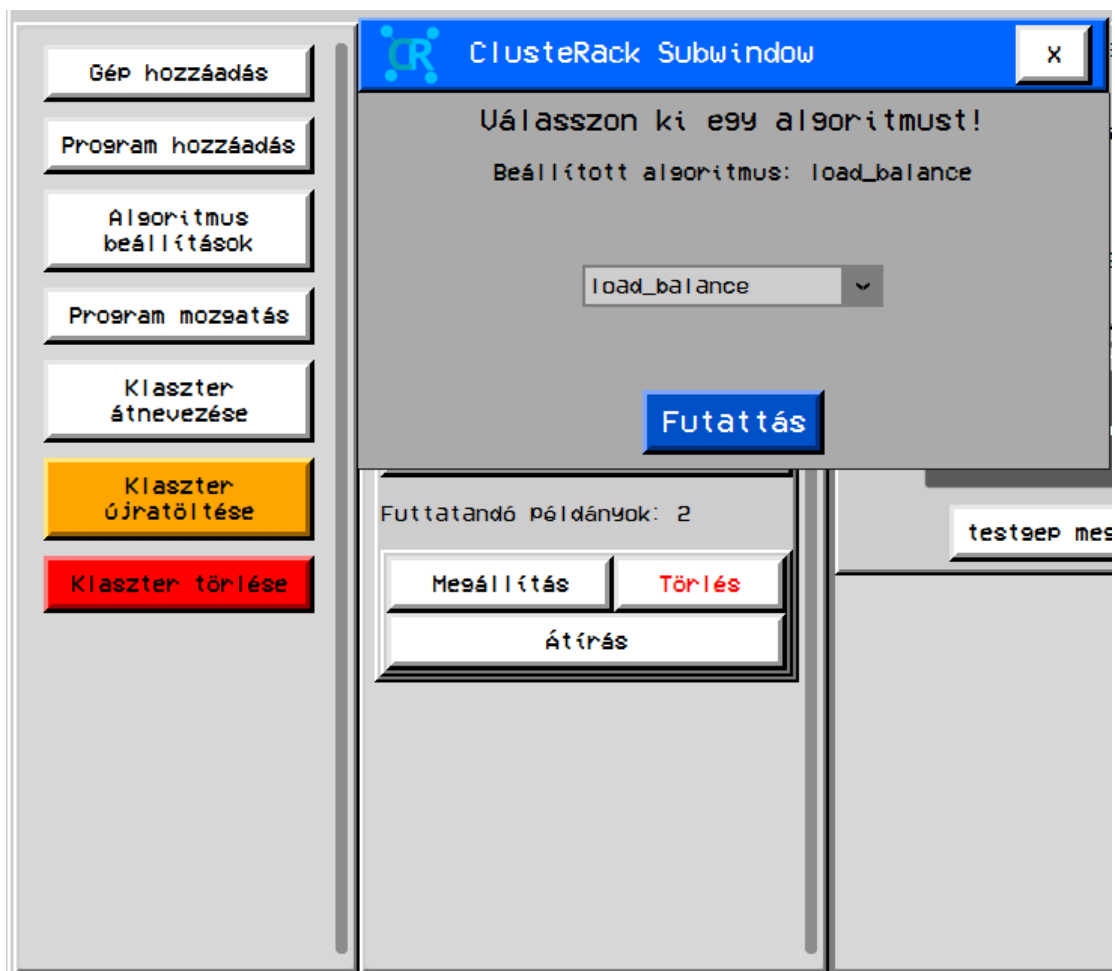 Gép hozzáadás
Program hozzáadás
Algoritmus
beállítások
Program mozgatás
Klaszter
átnevezése
Klaszter
újratöltése
Klaszter törlése
CR
ClusteRack Subwindow
x
Válasszon ki egy algoritmust!
Beállított algoritmus: load_balance
load_balance
Futattás
Futtatandó példányok: 2
Megállítás
Törlés
Átírás
testgep